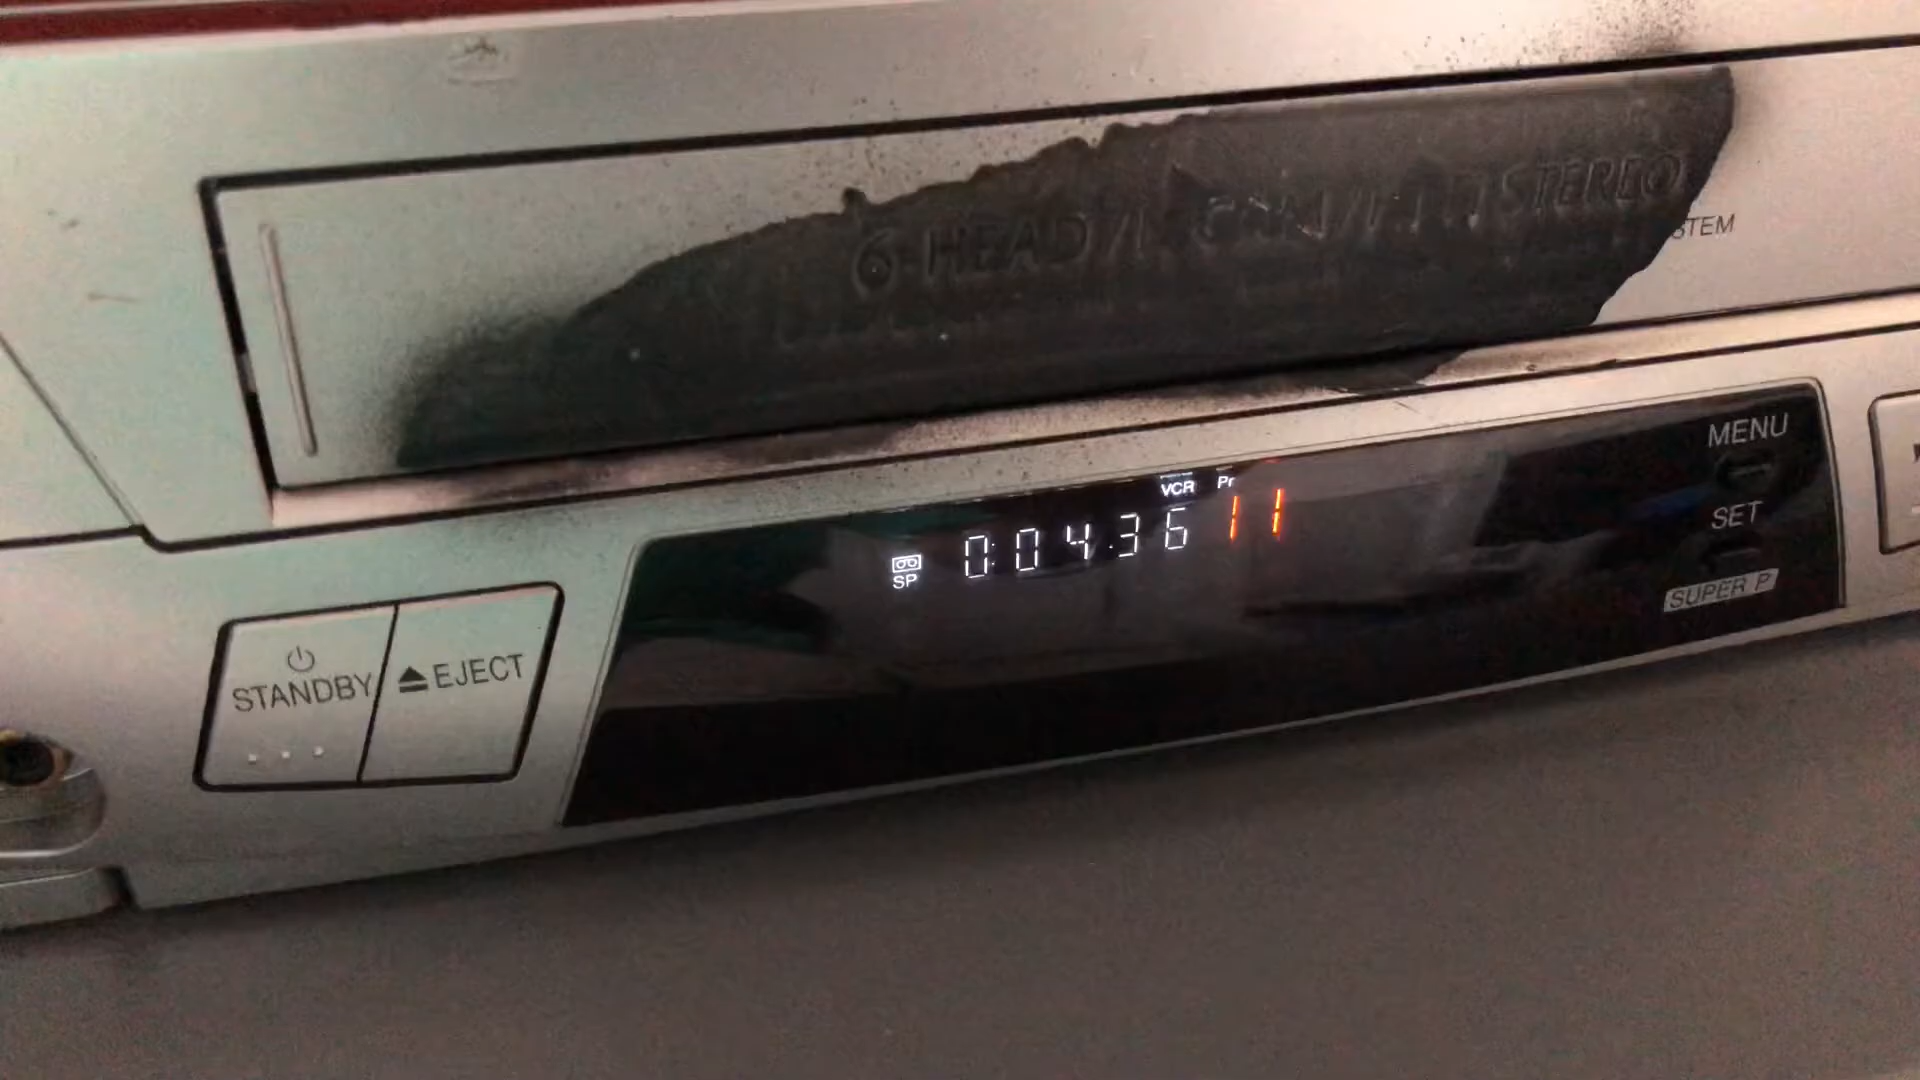 6 HEAD STEREO
STEM
MENU
VCR Pr
SET
0:04.36 11
SP
SUPER P
STANDBY
EJECT